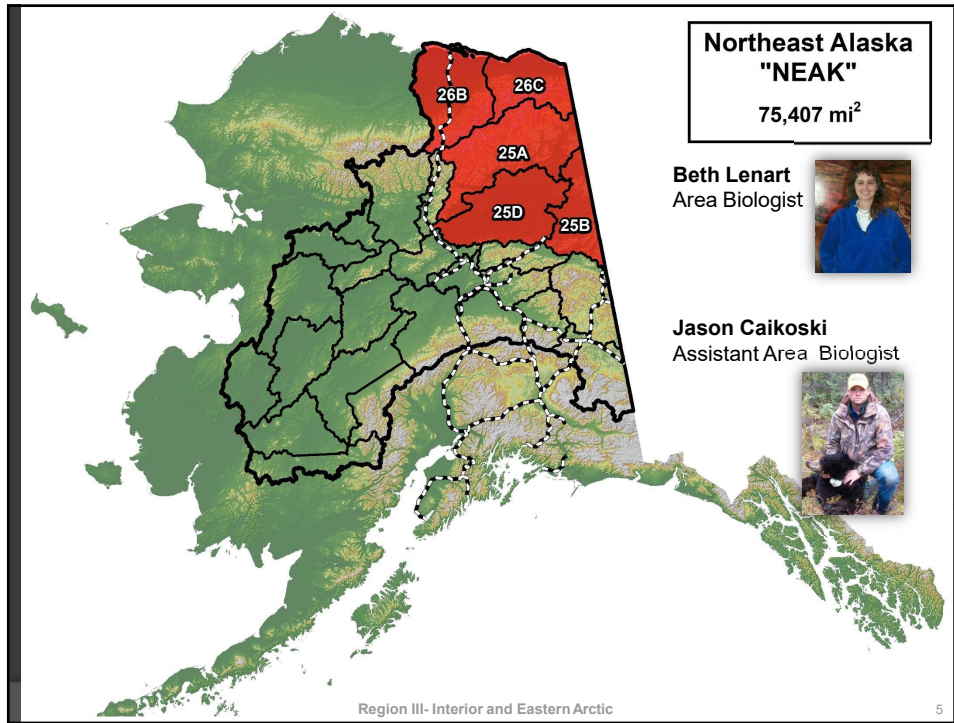 Northeast Alaska
"NEAK"
75,407 mi²
26B
26C
25A
25D
25B
Beth Lenart
Area Biologist
Jason Caikoski
Assistant Area Biologist
Region III- Interior and Eastern Arctic
5